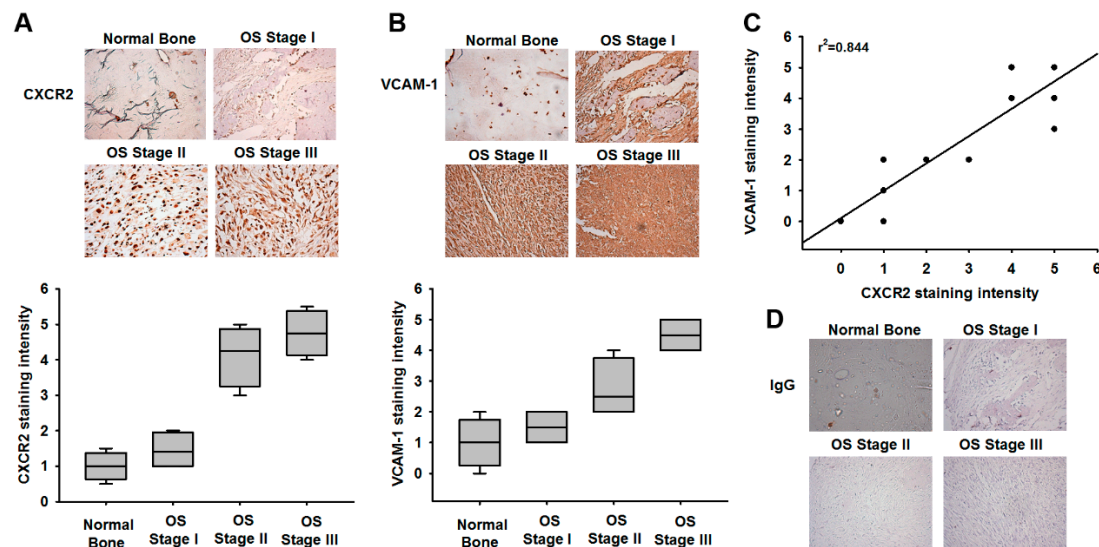 A
Normal Bone
OS Stage I
CXCR2
OS Stage II
OS Stage III
CXCR2 staining intensity
6
5
4
3
2
1
0
Normal Bone
OS Stage I
OS Stage II
OS Stage III
B
Normal Bone
OS Stage I
VCAM-1
OS Stage II
OS Stage III
VCAM-1 staining intensity
6
5
4
3
2
1
0
Normal Bone
OS Stage I
OS Stage II
OS Stage III
C
r²=0.844
VCAM-1 staining intensity
6
5
4
3
2
1
0
0 1 2 3 4 5 6
CXCR2 staining intensity
D
Normal Bone
OS Stage I
IgG
OS Stage II
OS Stage III